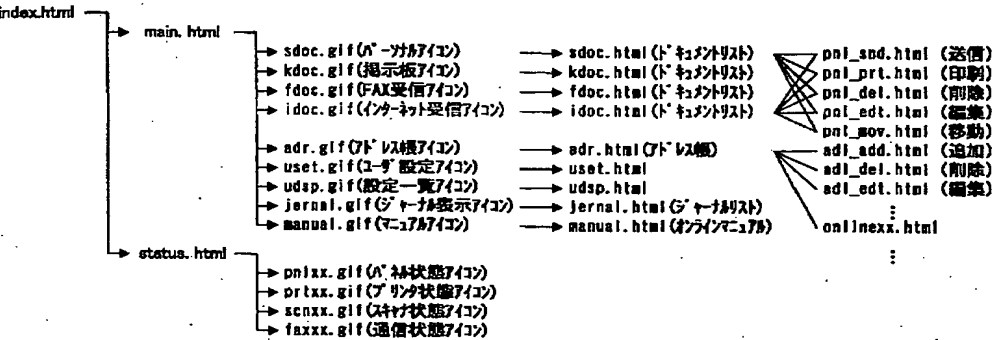 index.html
main.html
sdoc.gif(ﾊﾟｰｿﾅﾙｱｲｺﾝ) sdoc.html(ﾄﾞｷｭﾒﾝﾄﾘｽﾄ) pnl_snd.html (送信)
kdoc.gif(掲示板ｱｲｺﾝ) kdoc.html(ﾄﾞｷｭﾒﾝﾄﾘｽﾄ) pnl_prt.html (印刷)
fdoc.gif(FAX受信ｱｲｺﾝ) fdoc.html(ﾄﾞｷｭﾒﾝﾄﾘｽﾄ) pnl_del.html (削除)
idoc.gif(ｲﾝﾀｰﾈｯﾄ受信ｱｲｺﾝ) idoc.html(ﾄﾞｷｭﾒﾝﾄﾘｽﾄ) pnl_edt.html (編集)
pnl_mov.html (移動)
adr.gif(ｱﾄﾞﾚｽ帳ｱｲｺﾝ) adr.html(ｱﾄﾞﾚｽ帳) adl_add.html (追加)
uset.gif(ﾕｰｻﾞ設定ｱｲｺﾝ) uset.html adl_del.html (削除)
udsp.gif(設定一覧ｱｲｺﾝ) udsp.html adl_edt.html (編集)
jernal.gif(ｼﾞｬｰﾅﾙ表示ｱｲｺﾝ) jernal.html(ｼﾞｬｰﾅﾙﾘｽﾄ)
manual.gif(ﾏﾆｭｱﾙｱｲｺﾝ) manual.html(ｵﾝﾗｲﾝﾏﾆｭｱﾙ) onlinexx.html
status.html
pnlxx.gif(ﾊﾟﾈﾙ状態ｱｲｺﾝ)
prtxx.gif(ﾌﾟﾘﾝﾀ状態ｱｲｺﾝ)
scnxx.gif(ｽｷｬﾅ状態ｱｲｺﾝ)
faxxx.gif(通信状態ｱｲｺﾝ)